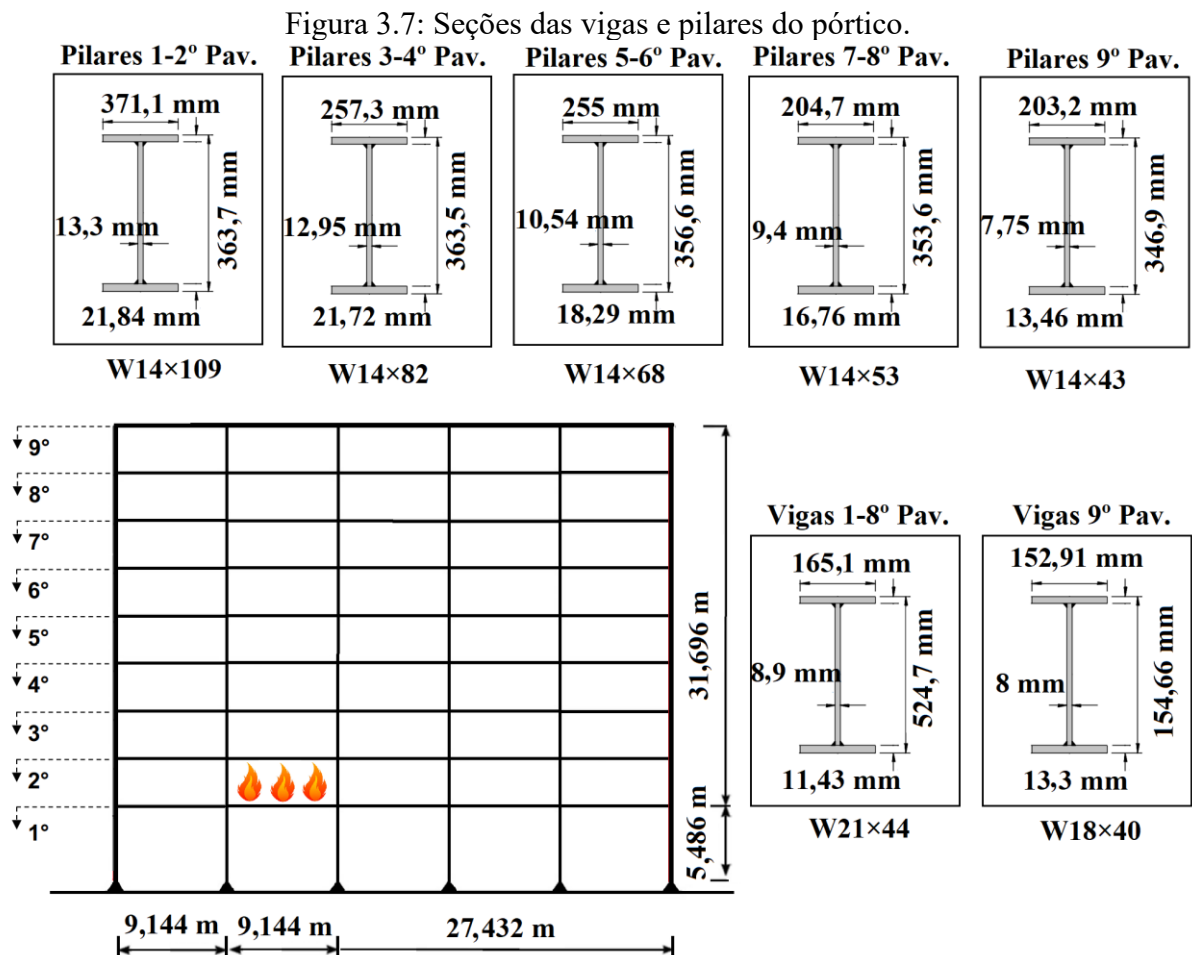 Figura 3.7: Seções das vigas e pilares do pórtico.
Pilares 1-2º Pav.
371,1 mm
13,3 mm
363,7 mm
21,84 mm
W14×109
Pilares 3-4º Pav.
257,3 mm
12,95 mm
363,5 mm
21,72 mm
W14×82
Pilares 5-6º Pav.
255 mm
10,54 mm
356,6 mm
18,29 mm
W14×68
Pilares 7-8º Pav.
204,7 mm
9,4 mm
353,6 mm
16,76 mm
W14×53
Pilares 9º Pav.
203,2 mm
7,75 mm
346,9 mm
13,46 mm
W14×43
9°
8°
7°
6°
5°
4°
3°
2°
1°
31,696 m
5,486 m
9,144 m
9,144 m
27,432 m
Vigas 1-8º Pav.
165,1 mm
8,9 mm
524,7 mm
11,43 mm
W21×44
Vigas 9º Pav.
152,91 mm
8 mm
154,66 mm
13,3 mm
W18×40